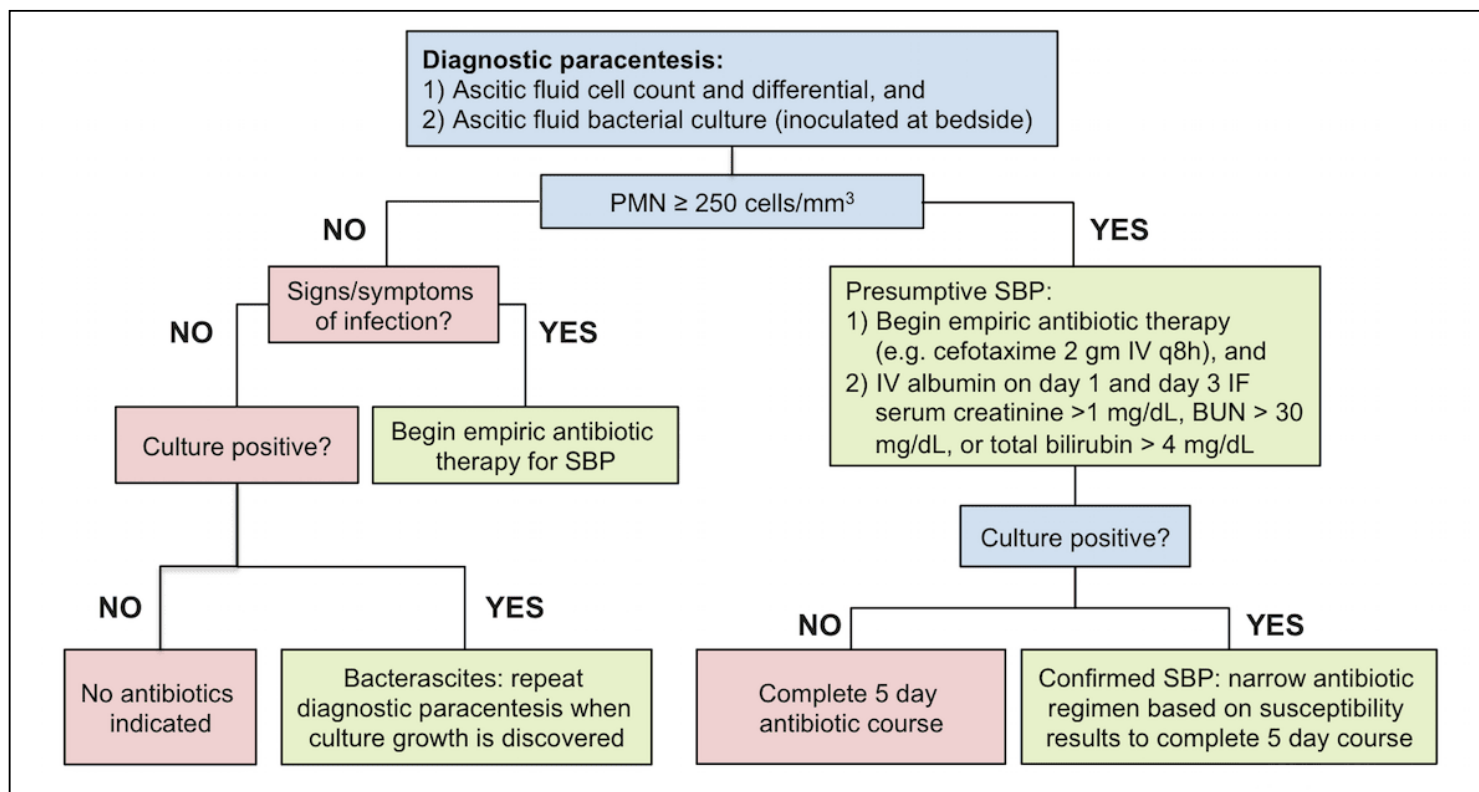 Diagnostic paracentesis:
1) Ascitic fluid cell count and differential, and
2) Ascitic fluid bacterial culture (inoculated at bedside)
PMN ≥ 250 cells/mm³
NO
YES
Signs/symptoms
of infection?
NO
YES
Presumptive SBP:
1) Begin empiric antibiotic therapy
(e.g. cefotaxime 2 gm IV q8h), and
2) IV albumin on day 1 and day 3 IF
serum creatinine >1 mg/dL, BUN > 30
mg/dL, or total bilirubin > 4 mg/dL
Culture positive?
Begin empiric antibiotic
therapy for SBP
Culture positive?
NO
YES
NO
YES
No antibiotics
indicated
Bacterascites: repeat
diagnostic paracentesis when
culture growth is discovered
Complete 5 day
antibiotic course
Confirmed SBP: narrow antibiotic
regimen based on susceptibility
results to complete 5 day course